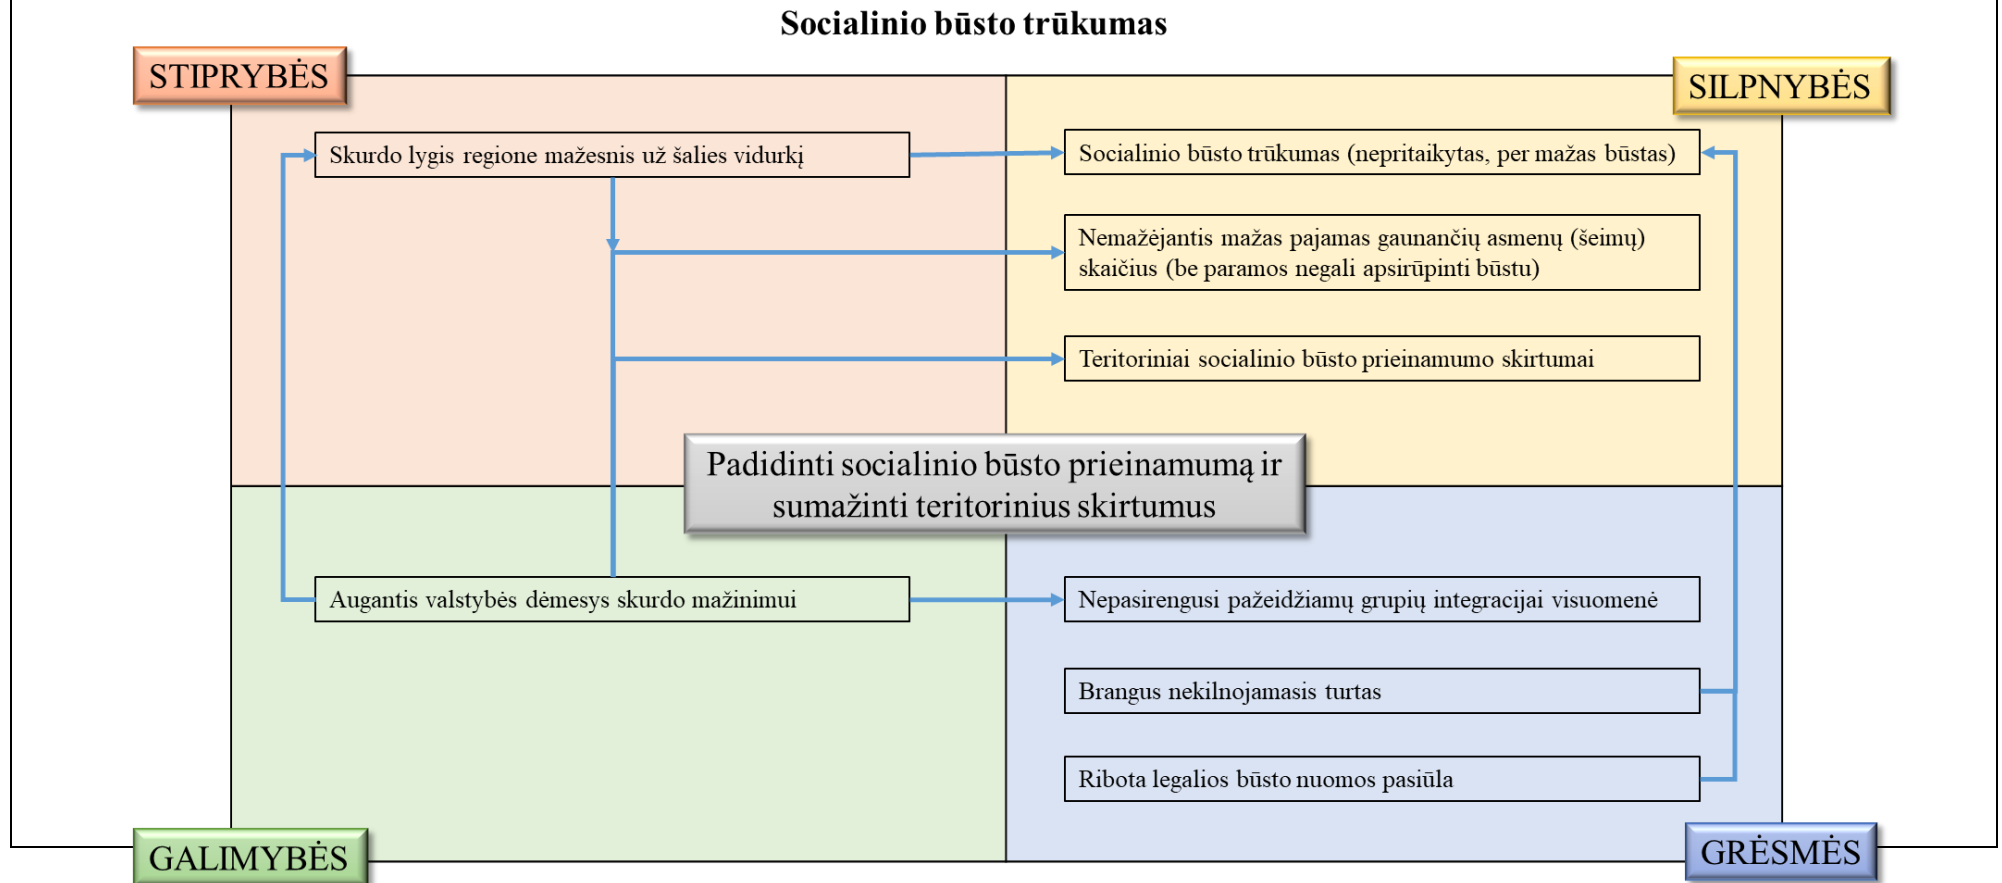 Socialinio būsto trūkumas
STIPRYBĖS
SILPNYBĖS
Skurdo lygis regione mažesnis už šalies vidurkį
Socialinio būsto trūkumas (nepritaikytas, per mažas būstas)
Nemažėjantis mažas pajamas gaunančių asmenų (šeimų)
skaičius (be paramos negali apsirūpinti būstu)
Teritoriniai socialinio būsto prieinamumo skirtumai
Padidinti socialinio būsto prieinamumą ir
sumažinti teritorinius skirtumus
Augantis valstybės dėmesys skurdo mažinimui
Nepasirengusi pažeidžiamų grupių integracijai visuomenė
Brangus nekilnojamasis turtas
Ribota legalios būsto nuomos pasiūla
GALIMYBĖS
GRĖSMĖS